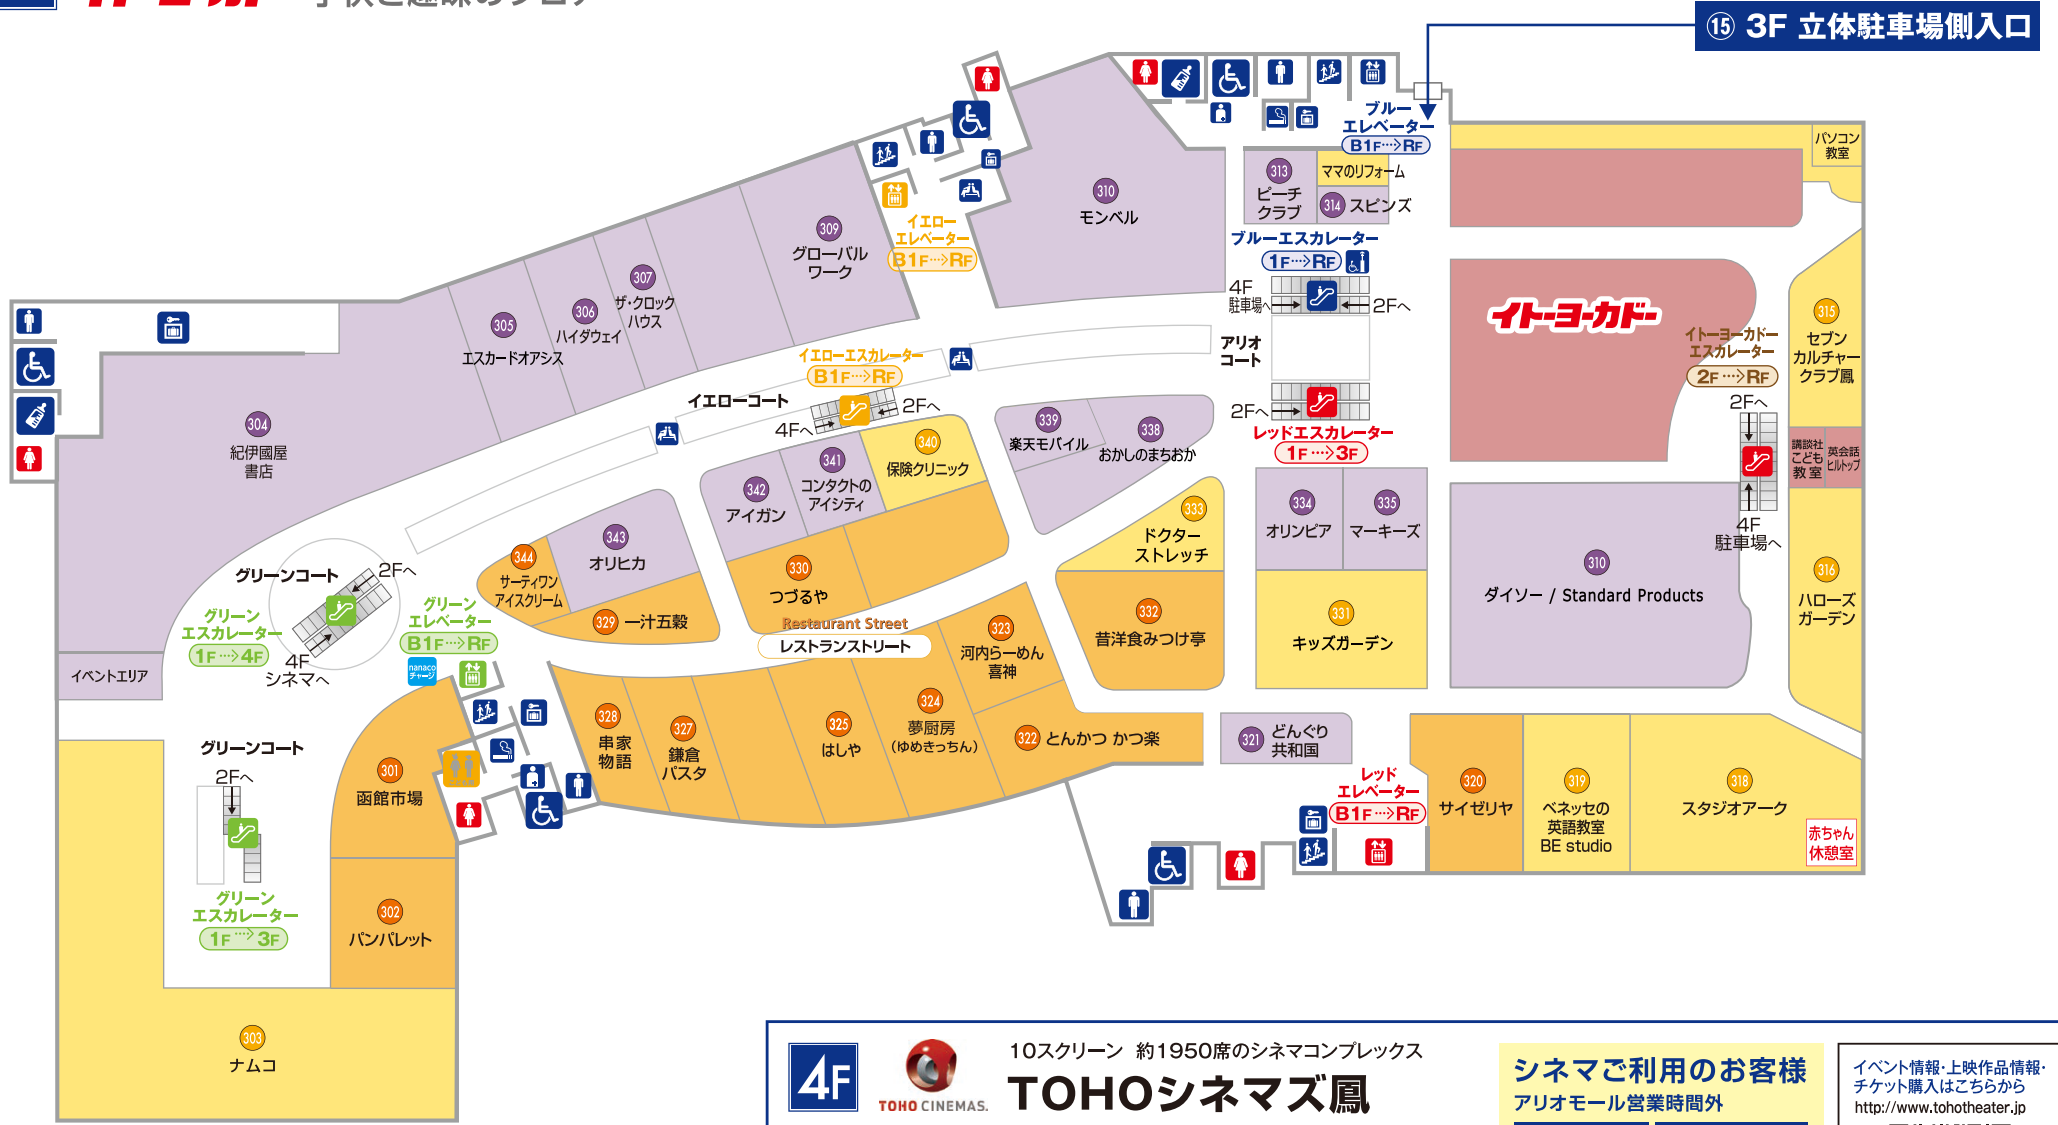 ⑮ 3F 立体駐車場側入口
ブルー
エレベーター
B1F···>RF
パソコン
教室
313
ピーチ
クラブ
ママのリフォーム
314 スピンズ
310
モンベル
309
グローバル
ワーク
イエロー
エレベーター
B1F···>RF
ブルーエスカレーター
1F···>RF
4F
駐車場へ
2Fへ
307
ザ・クロック
ハウス
306
ハイダウェイ
305
エスカードオアシス
304
紀伊國屋
書店
イエローエスカレーター
B1F···>RF
イエローコート
2Fへ
4Fへ
アリオ
コート
2Fへ
レッドエスカレーター
1F···>3F
イトーヨーカドー
イトーヨーカドー
エスカレーター
2F···>RF
2Fへ
4F
駐車場へ
315
セブン
カルチャー
クラブ鳳
講談社
こども
教室
英会話
ヒルトップ
316
ハローズ
ガーデン
339
楽天モバイル
338
おかしのまちおか
340
保険クリニック
341
コンタクトの
アイシティ
342
アイガン
343
オリヒカ
344
サーティワン
アイスクリーム
329 一汁五穀
330
つづるや
Restaurant Street
レストランストリート
333
ドクター
ストレッチ
332
昔洋食みつけ亭
334
オリンピア
335
マーキーズ
331
キッズガーデン
310
ダイソー / Standard Products
グリーンコート
2Fへ
グリーン
エスカレーター
1F···>4F
4F
シネマへ
グリーン
エレベーター
B1F···>RF
nanaco
チャージ
イベントエリア
323
河内らーめん
喜神
322 とんかつ かつ楽
324
夢厨房
(ゆめきっちん)
325
はしや
327
鎌倉
パスタ
328
串家
物語
321 どんぐり
共和国
レッド
エレベーター
B1F···>RF
320
サイゼリヤ
319
ベネッセの
英語教室
BE studio
318
スタジオアーク
赤ちゃん
休憩室
グリーンコート
2Fへ
グリーン
エスカレーター
1F···>3F
301
函館市場
302
パンパレット
303
ナムコ
4F
TOHO CINEMAS.
10スクリーン 約1950席のシネマコンプレックス
TOHOシネマズ鳳
シネマご利用のお客様
アリオモール営業時間外
イベント情報・上映作品情報・
チケット購入はこちらから
http://www.tohotheater.jp